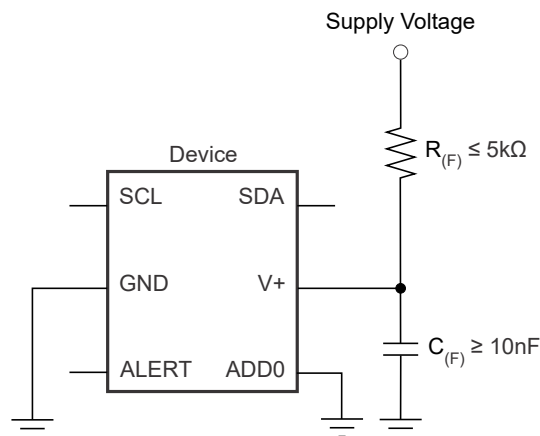 Supply Voltage
R(F) ≤ 5kΩ
Device
SCL SDA
GND V+
C(F) ≥ 10nF
ALERT ADD0